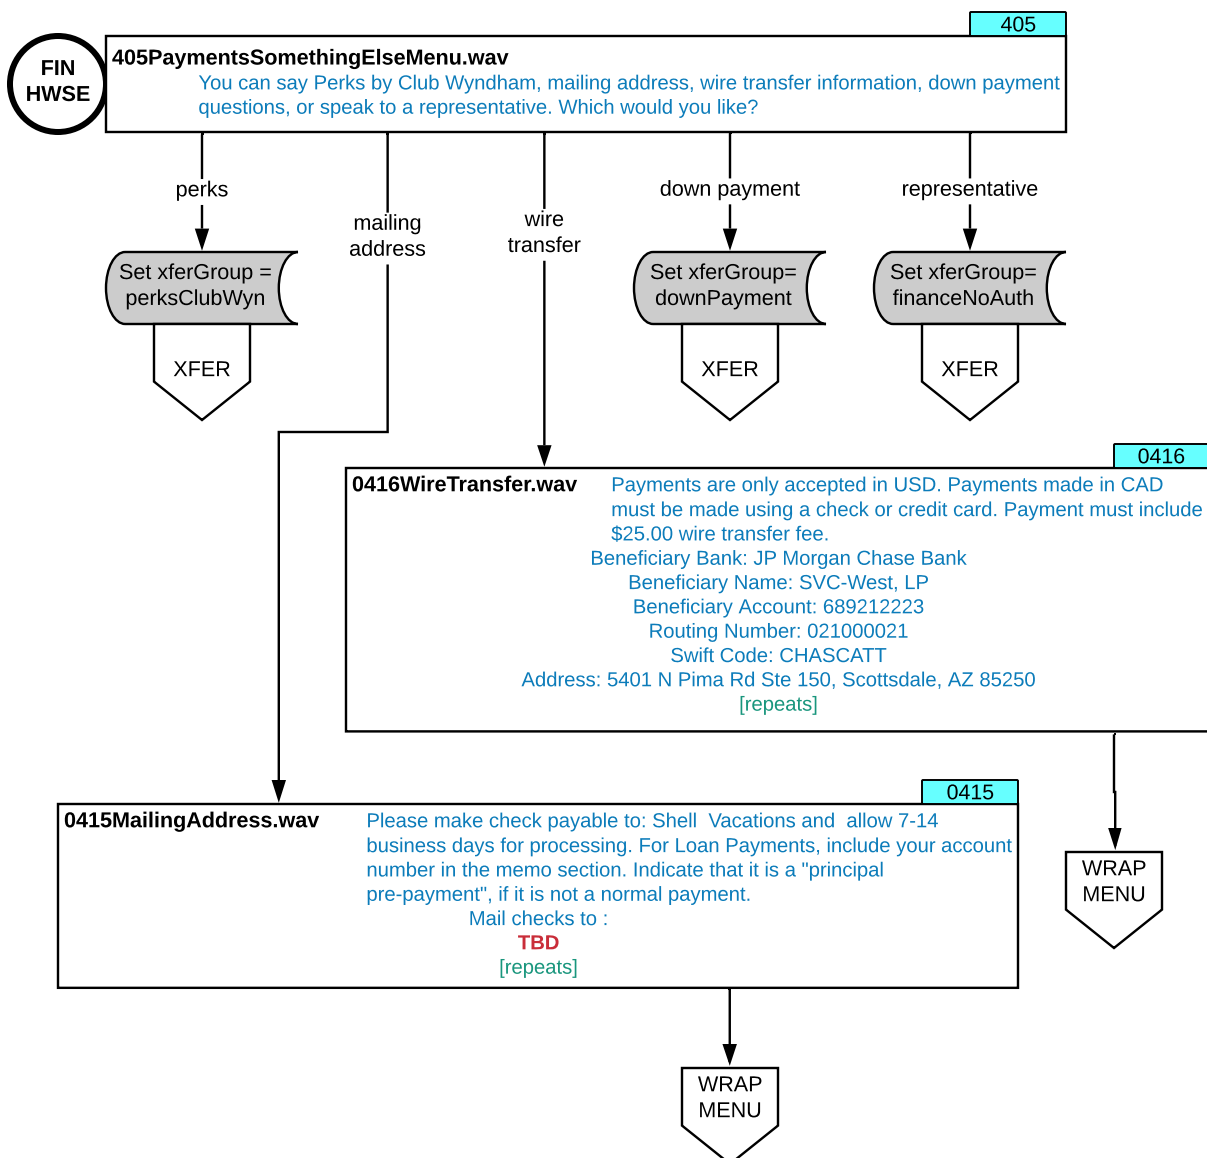 405
FIN
HWSE
405PaymentsSomethingElseMenu.wav
You can say Perks by Club Wyndham, mailing address, wire transfer information, down payment
questions, or speak to a representative. Which would you like?
perks
mailing
address
wire
transfer
down payment
representative
Set xferGroup =
perksClubWyn
Set xferGroup=
downPayment
Set xferGroup=
financeNoAuth
XFER
XFER
XFER
0416
0416WireTransfer.wav
Payments are only accepted in USD. Payments made in CAD
must be made using a check or credit card. Payment must include
$25.00 wire transfer fee.
Beneficiary Bank: JP Morgan Chase Bank
Beneficiary Name: SVC-West, LP
Beneficiary Account: 689212223
Routing Number: 021000021
Swift Code: CHASCATT
Address: 5401 N Pima Rd Ste 150, Scottsdale, AZ 85250
[repeats]
0415
0415MailingAddress.wav
Please make check payable to: Shell  Vacations and  allow 7-14
business days for processing. For Loan Payments, include your account
number in the memo section. Indicate that it is a "principal
pre-payment", if it is not a normal payment.
Mail checks to :
TBD
[repeats]
WRAP
MENU
WRAP
MENU